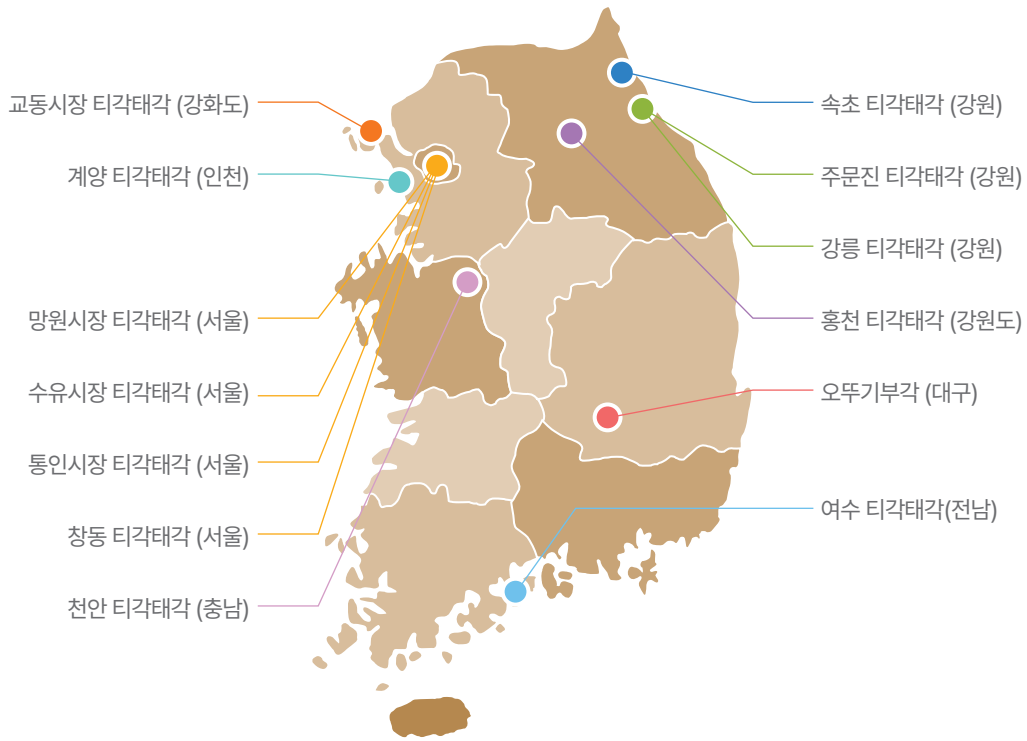 교동시장 티각태각 (강화도)
계양 티각태각 (인천)
망원시장 티각태각 (서울)
수유시장 티각태각 (서울)
통인시장 티각태각 (서울)
창동 티각태각 (서울)
천안 티각태각 (충남)
속초 티각태각 (강원)
주문진 티각태각 (강원)
강릉 티각태각 (강원)
홍천 티각태각 (강원도)
오뚜기부각 (대구)
여수 티각태각(전남)